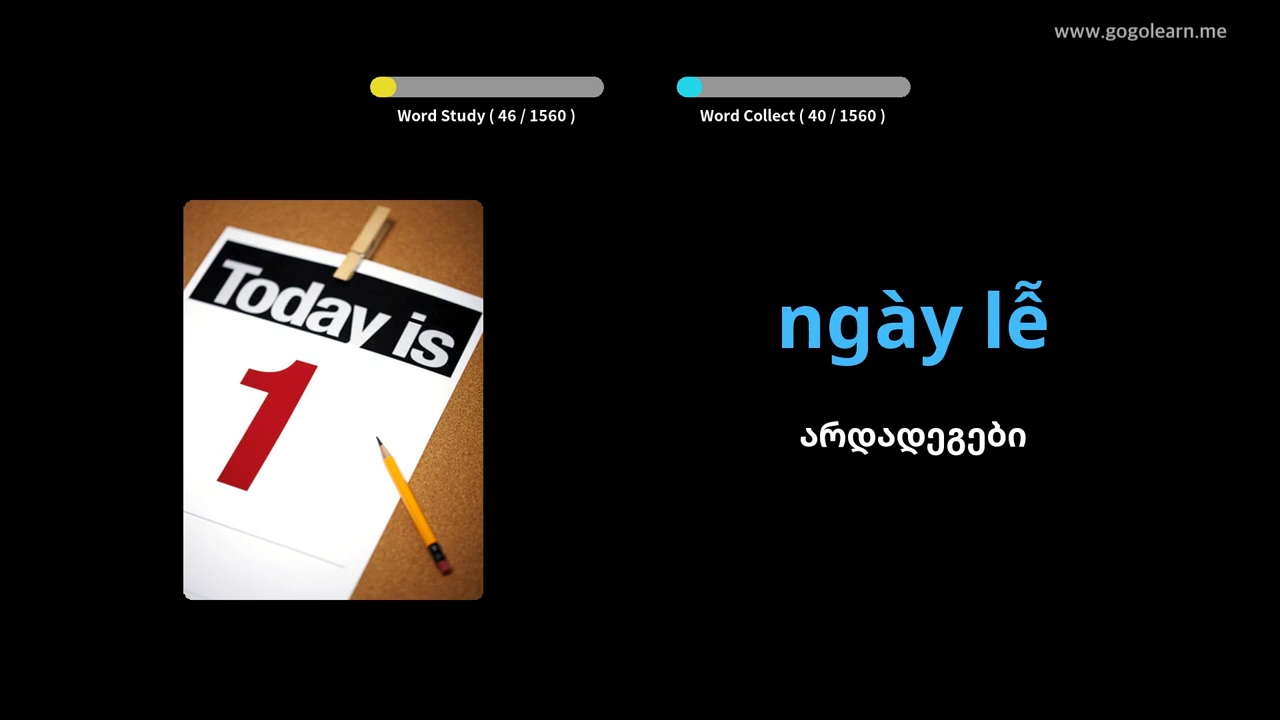 www.gogolearn.me
Word Study ( 46 / 1560 )
Word Collect ( 40 / 1560 )
Today is
1
ngày lễ
არდადეგები